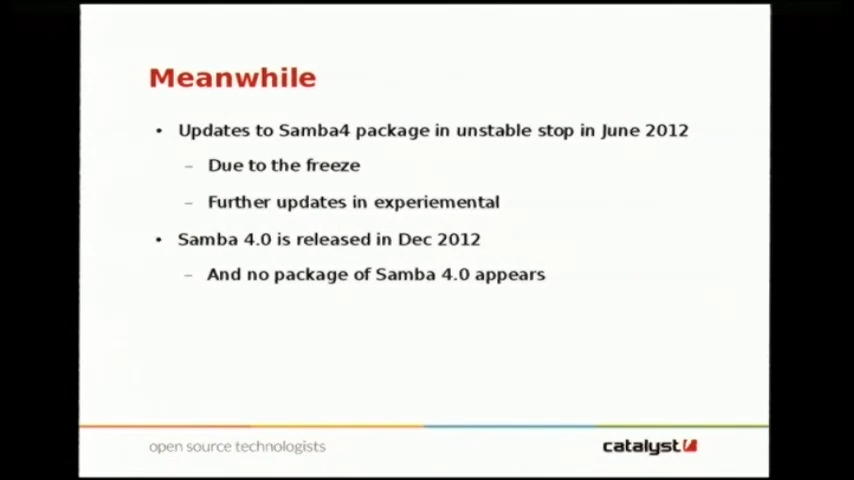 Meanwhile
• Updates to Samba4 package in unstable stop in June 2012
– Due to the freeze
– Further updates in experiemental
• Samba 4.0 is released in Dec 2012
– And no package of Samba 4.0 appears
open source technologists
catalyst